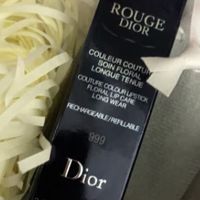 ROUGE
DIOR
COULEUR COUTURE
SOIN FLORAL
LONGUE TENUE
COUTURE COLOUR LIPSTICK
FLORAL LIP CARE
LONG WEAR
RECHARGEABLE/REFILLABLE
999
Dior